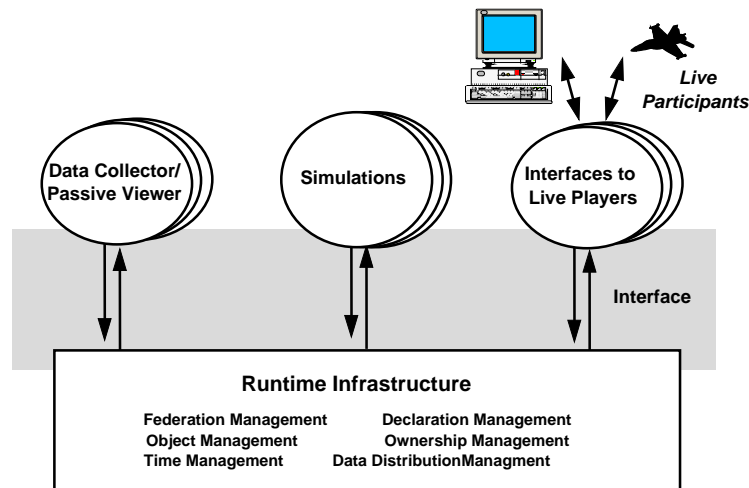 Live
Participants
Data Collector/
Passive Viewer
Simulations
Interfaces to
Live Players
Interface
Runtime Infrastructure
Federation Management Declaration Management
Object Management Ownership Management
Time Management Data DistributionManagment